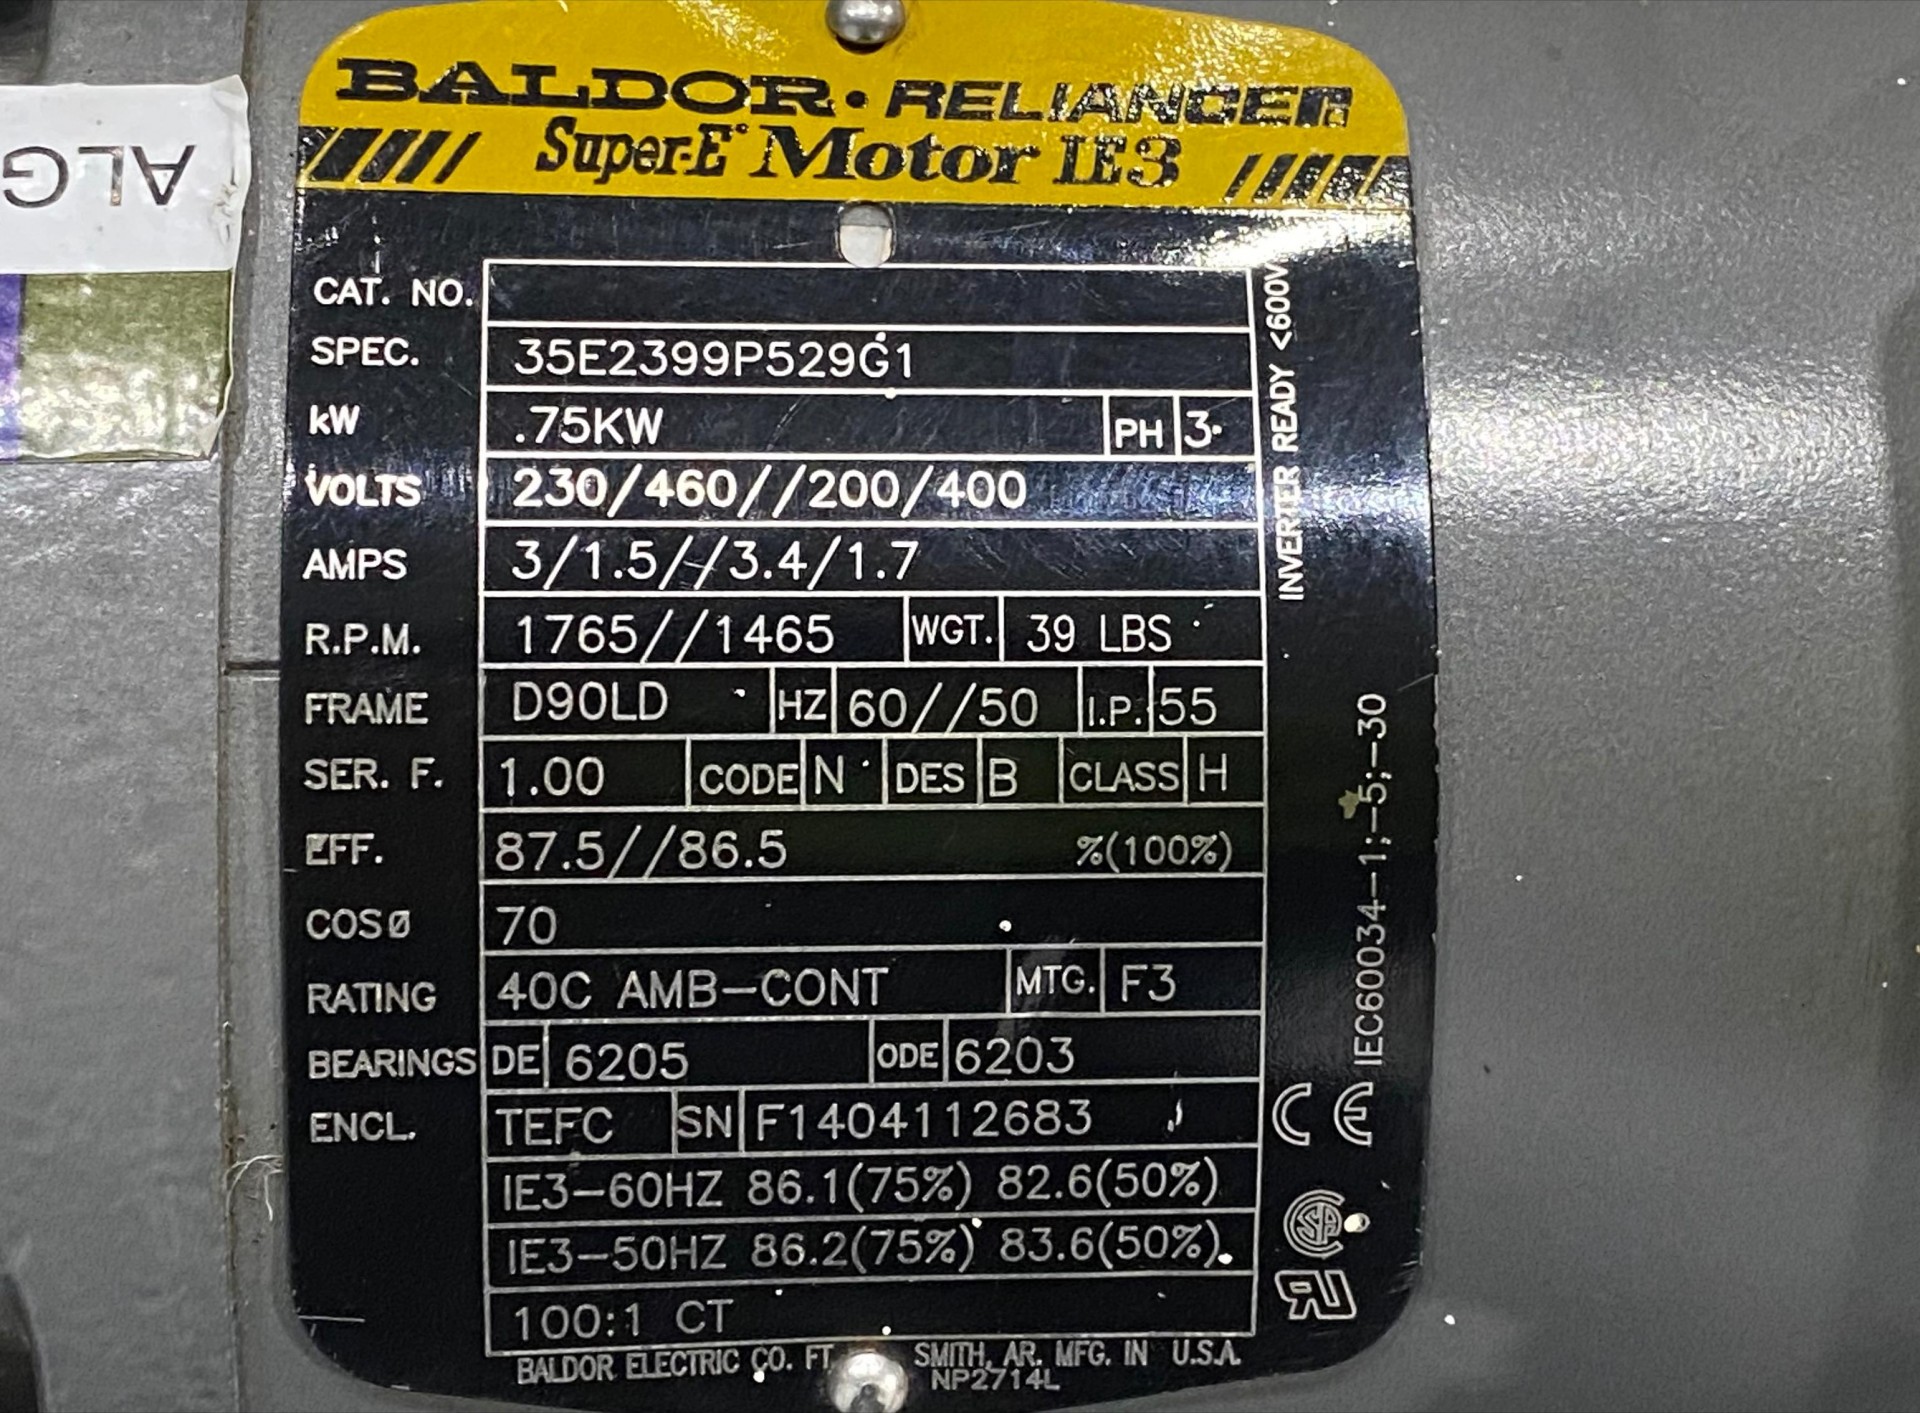 BALDOR • RELIANCER
Super-E® Motor IE3
ALG
CAT. NO.
SPEC. 35E2399P529G1
kW .75KW PH 3
VOLTS 230/460//200/400
AMPS 3/1.5//3.4/1.7
R.P.M. 1765//1465 WGT. 39 LBS
FRAME D90LD HZ 60//50 I.P. 55
SER. F. 1.00 CODE N DES B CLASS H
EFF. 87.5//86.5 %(100%)
COSØ 70
RATING 40C AMB-CONT MTG. F3
BEARINGS DE 6205 ODE 6203
ENCL. TEFC SN F1404112683
IE3-60HZ 86.1(75%) 82.6(50%)
IE3-50HZ 86.2(75%) 83.6(50%)
100:1 CT
BALDOR ELECTRIC CO. FT. SMITH, AR. MFG. IN U.S.A.
NP2714L
INVERTER READY <600V
IEC60034-1;-5;-30
CE